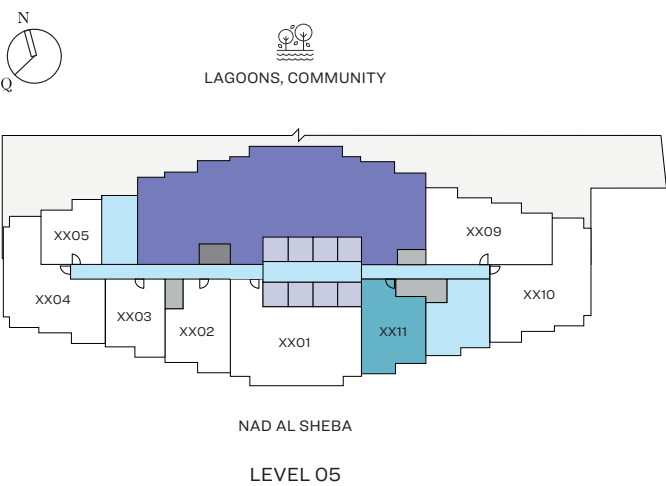 N
Q
LAGOONS, COMMUNITY
XX05
XX09
XX04
XX10
XX03
XX02
XX01
XX11
NAD AL SHEBA
LEVEL 05